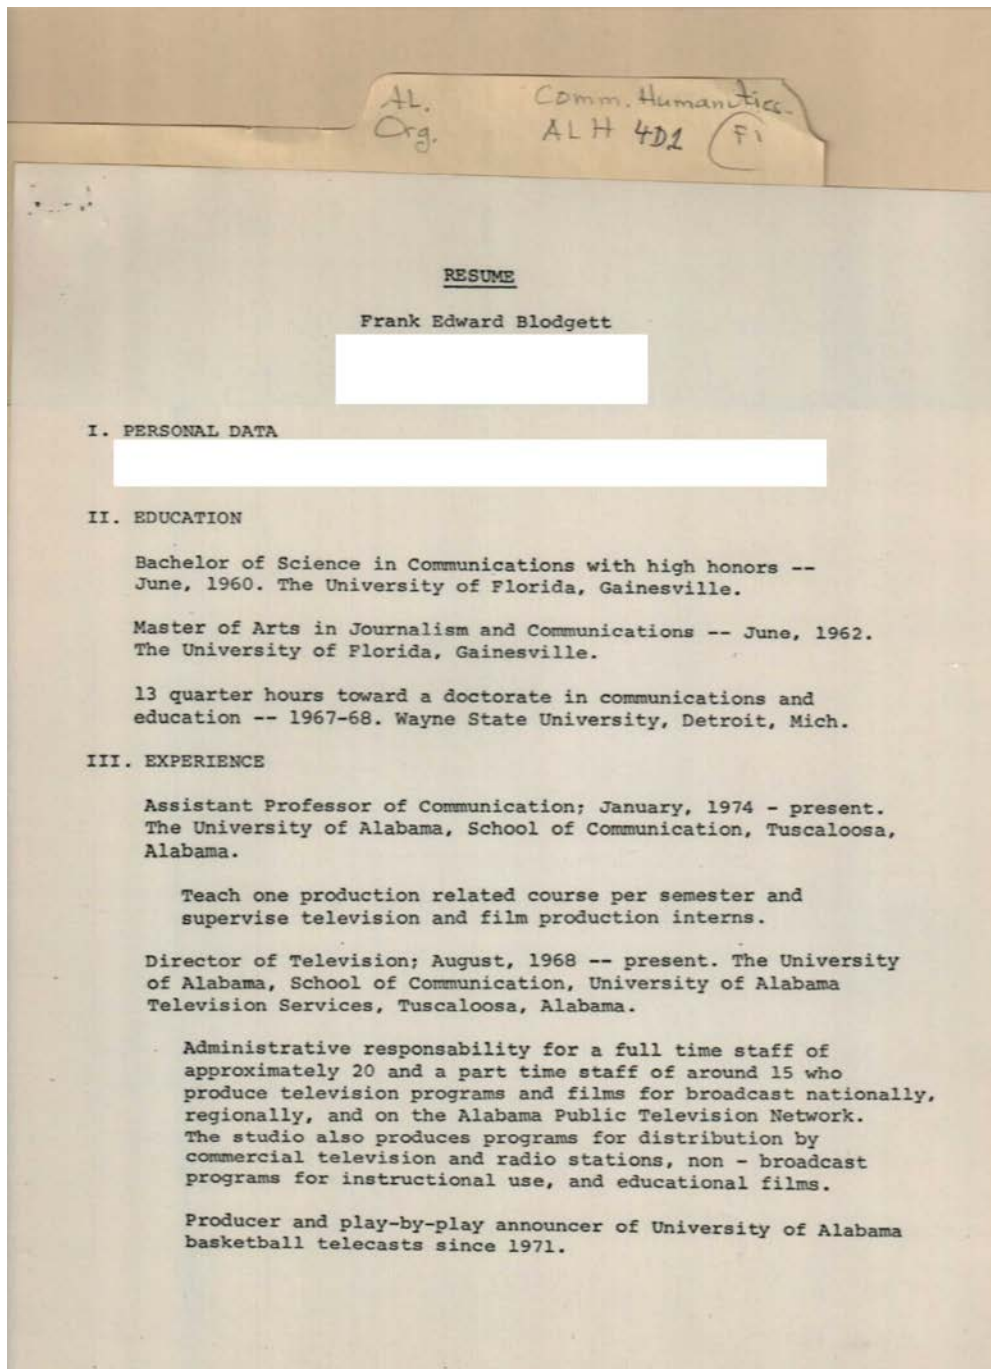 AL. Comm. Humanities
Org. ALH 4D1 F1
RESUME
Frank Edward Blodgett
I. PERSONAL DATA
II. EDUCATION
Bachelor of Science in Communications with high honors --
June, 1960. The University of Florida, Gainesville.
Master of Arts in Journalism and Communications -- June, 1962.
The University of Florida, Gainesville.
13 quarter hours toward a doctorate in communications and
education -- 1967-68. Wayne State University, Detroit, Mich.
III. EXPERIENCE
Assistant Professor of Communication; January, 1974 - present.
The University of Alabama, School of Communication, Tuscaloosa,
Alabama.
Teach one production related course per semester and
supervise television and film production interns.
Director of Television; August, 1968 -- present. The University
of Alabama, School of Communication, University of Alabama
Television Services, Tuscaloosa, Alabama.
Administrative responsability for a full time staff of
approximately 20 and a part time staff of around 15 who
produce television programs and films for broadcast nationally,
regionally, and on the Alabama Public Television Network.
The studio also produces programs for distribution by
commercial television and radio stations, non - broadcast
programs for instructional use, and educational films.
Producer and play-by-play announcer of University of Alabama
basketball telecasts since 1971.